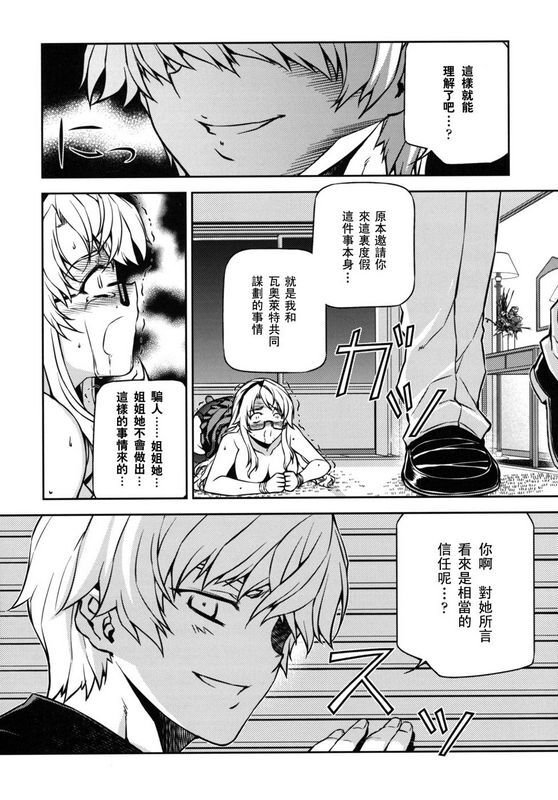 這樣就能
理解了吧…?
にっ
原本邀請你
來這裏度假
這件事本身…
就是我和
瓦奧萊特共同
謀劃的事情
ガッ
騙人……姐姐她…
姐姐她不會做出
這樣的事情來的…
你啊 對她所言
看來是相當的
信任呢…?
スッ